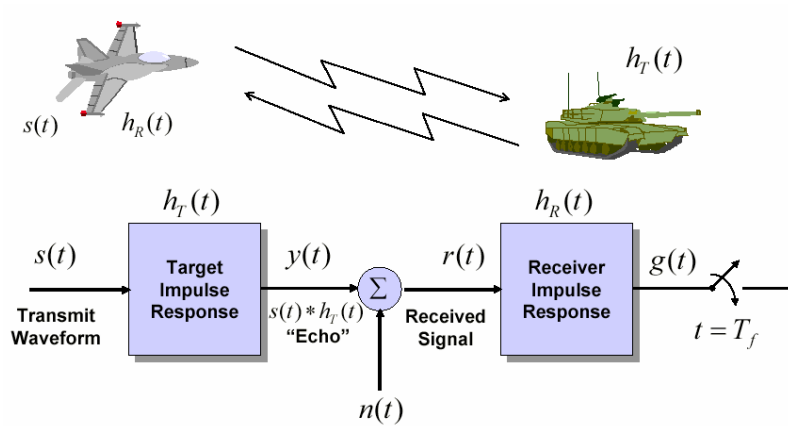 h_T(t)
s(t)
h_R(t)
h_T(t)
h_R(t)
s(t)
Target
Impulse
Response
y(t)
Σ
r(t)
Receiver
Impulse
Response
g(t)
Transmit
Waveform
s(t) * h_T(t)
“Echo”
Received
Signal
t = T_f
n(t)